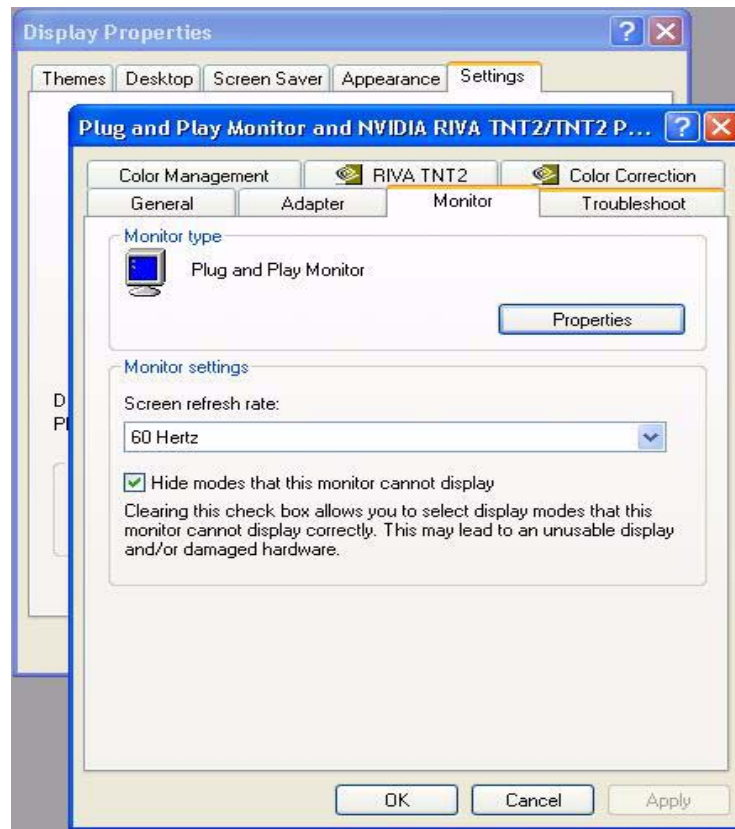 Display Properties
Themes Desktop Screen Saver Appearance Settings
Plug and Play Monitor and NVIDIA RIVA TNT2/TNT2 P...
Color Management RIVA TNT2 Color Correction
General Adapter Monitor Troubleshoot
Monitor type
Plug and Play Monitor
Properties
Monitor settings
D
Screen refresh rate:
Pl
60 Hertz
Hide modes that this monitor cannot display
Clearing this check box allows you to select display modes that this
monitor cannot display correctly. This may lead to an unusable display
and/or damaged hardware.
OK Cancel Apply